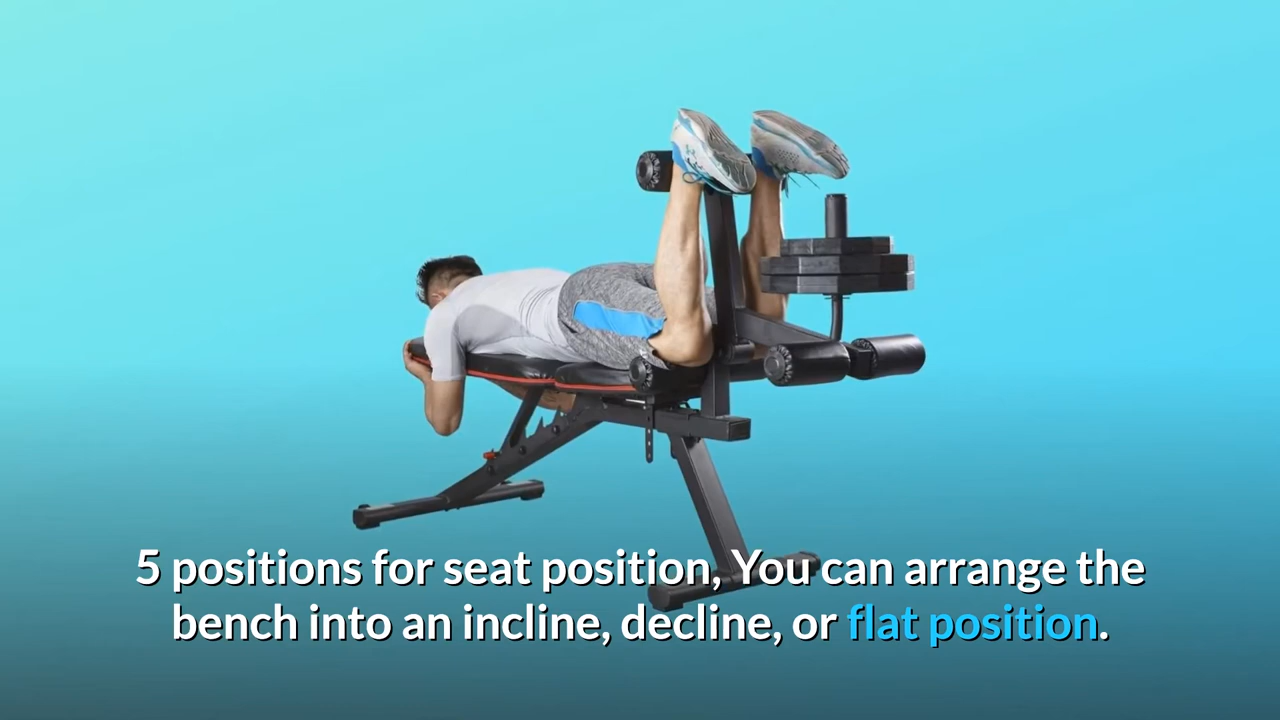 5 positions for seat position, You can arrange the
bench into an incline, decline, or flat position.